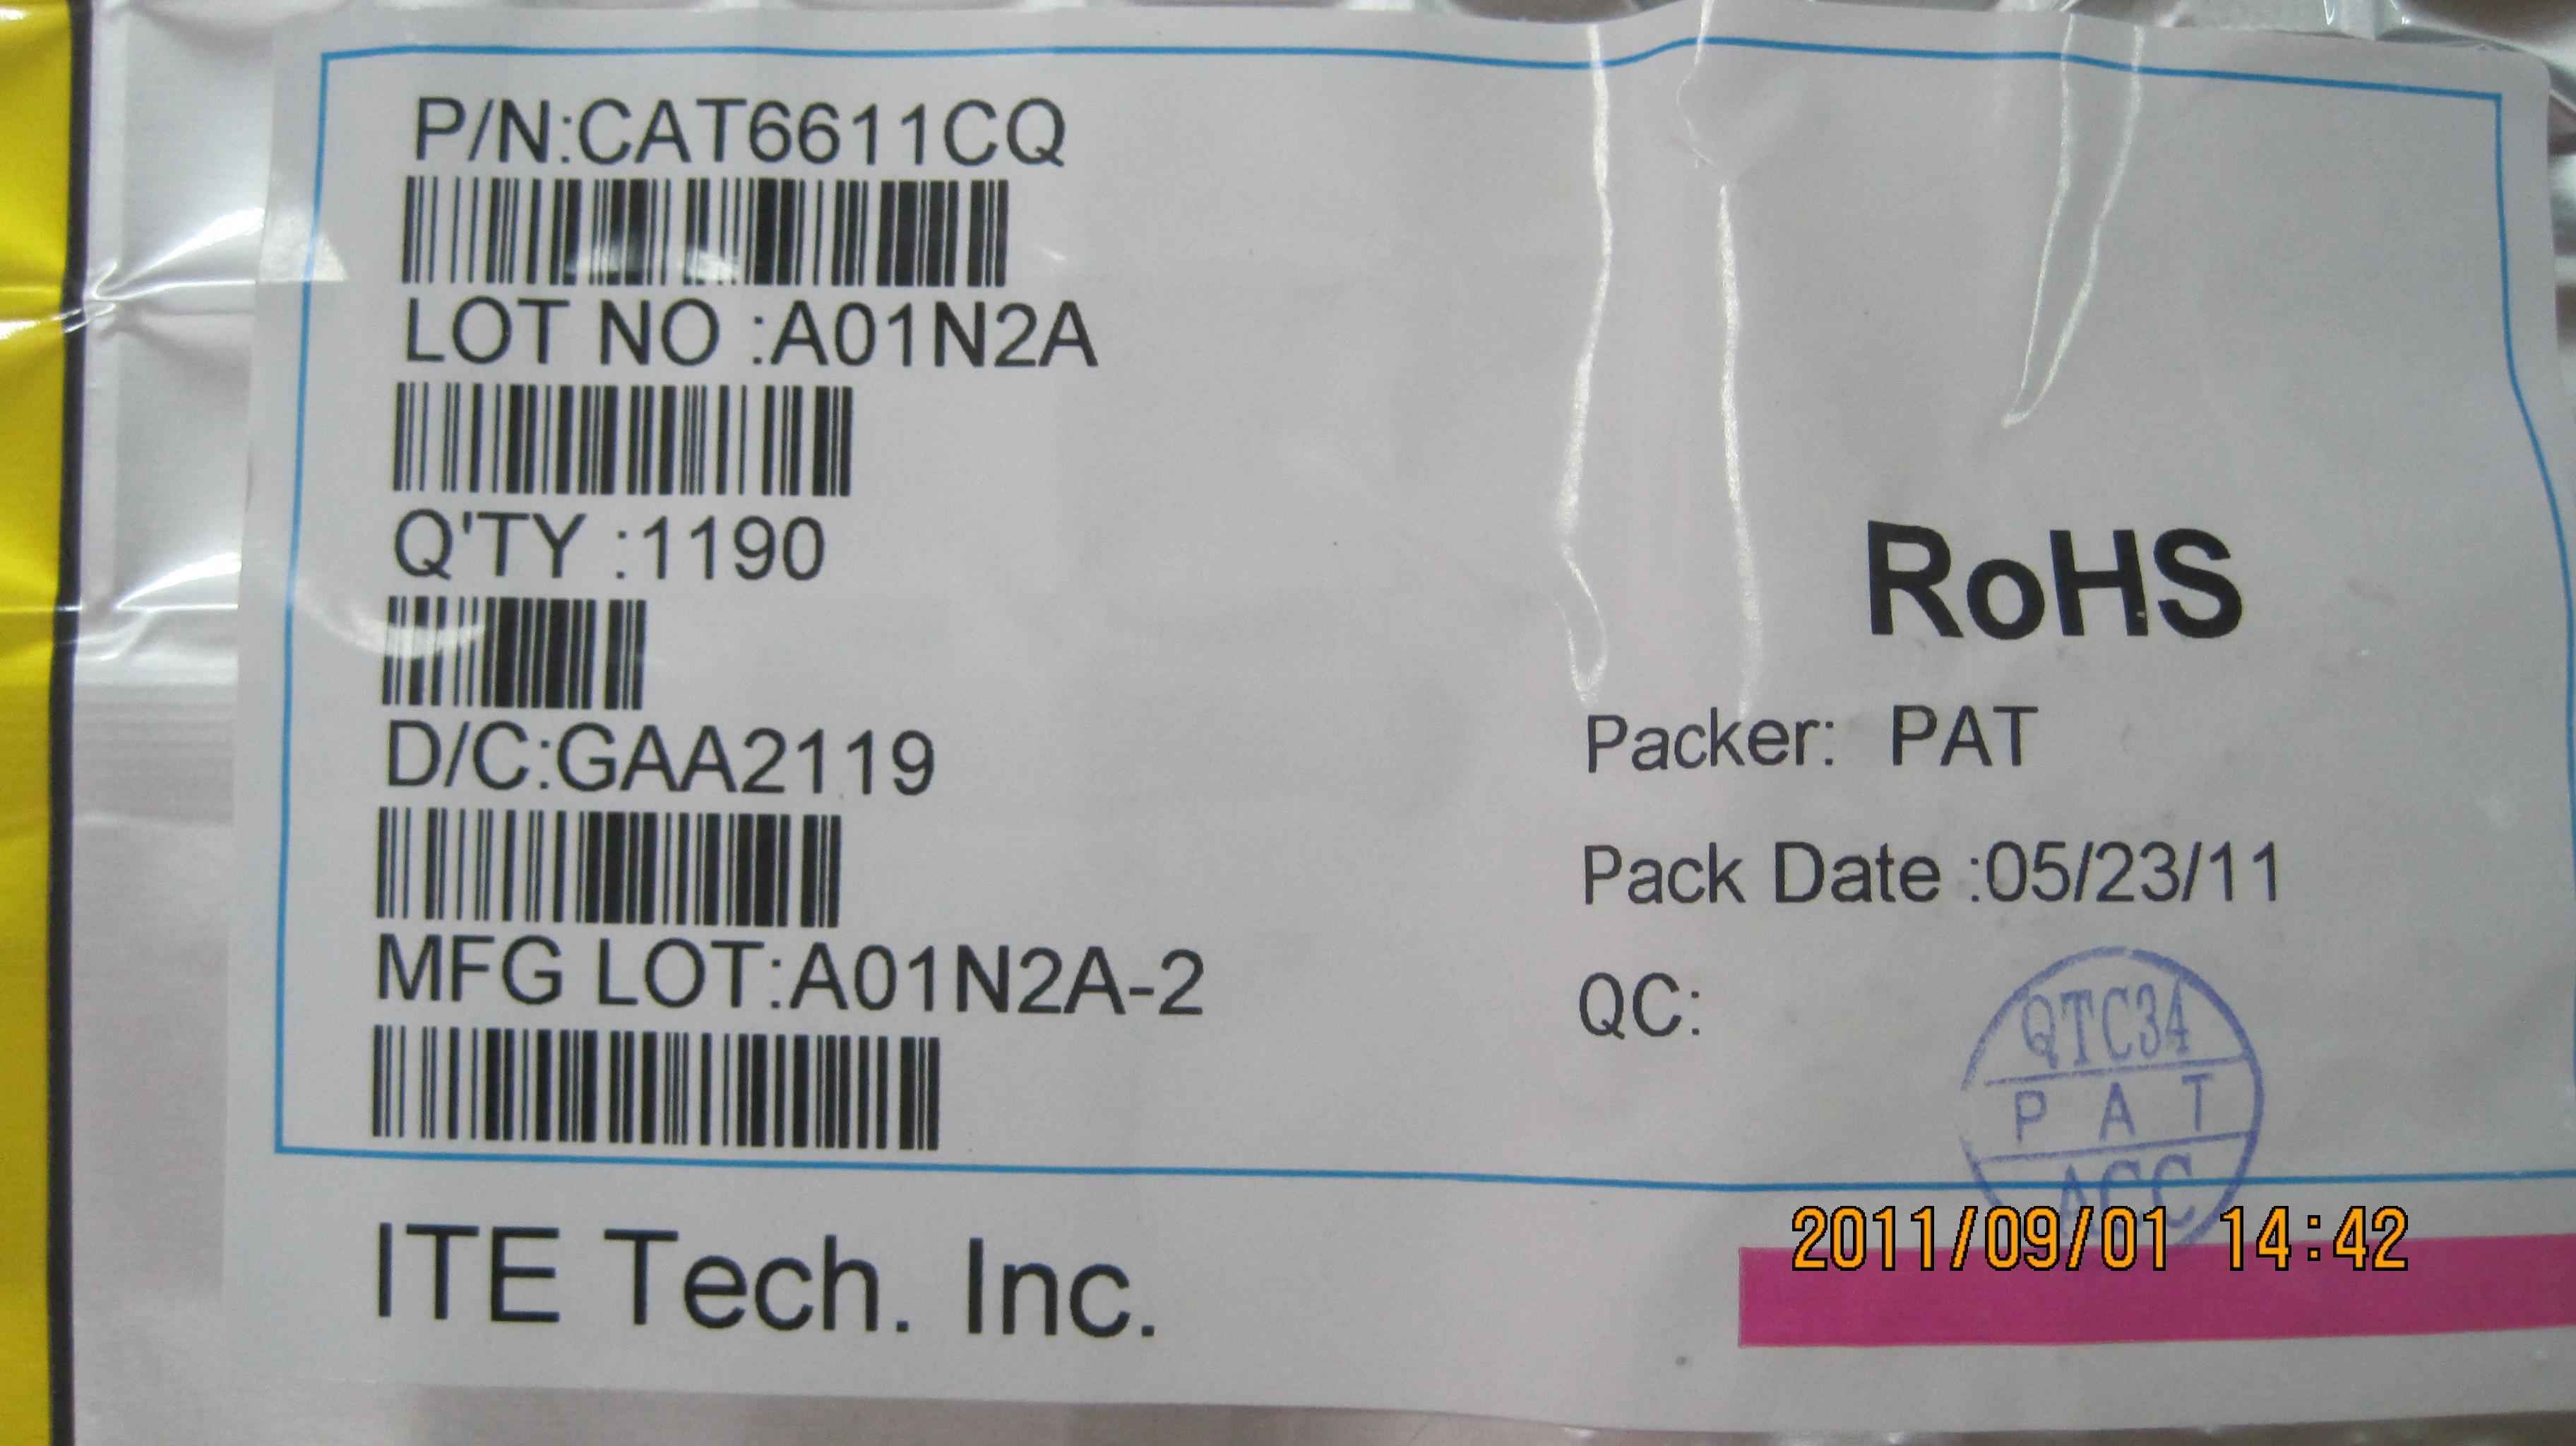 P/N:CAT6611CQ
LOT NO :A01N2A
Q'TY :1190
D/C:GAA2119
MFG LOT:A01N2A-2
RoHS
Packer: PAT
Pack Date :05/23/11
QC:
QTC34
P A T
ACC
ITE Tech. Inc.
2011/09/01 14:42